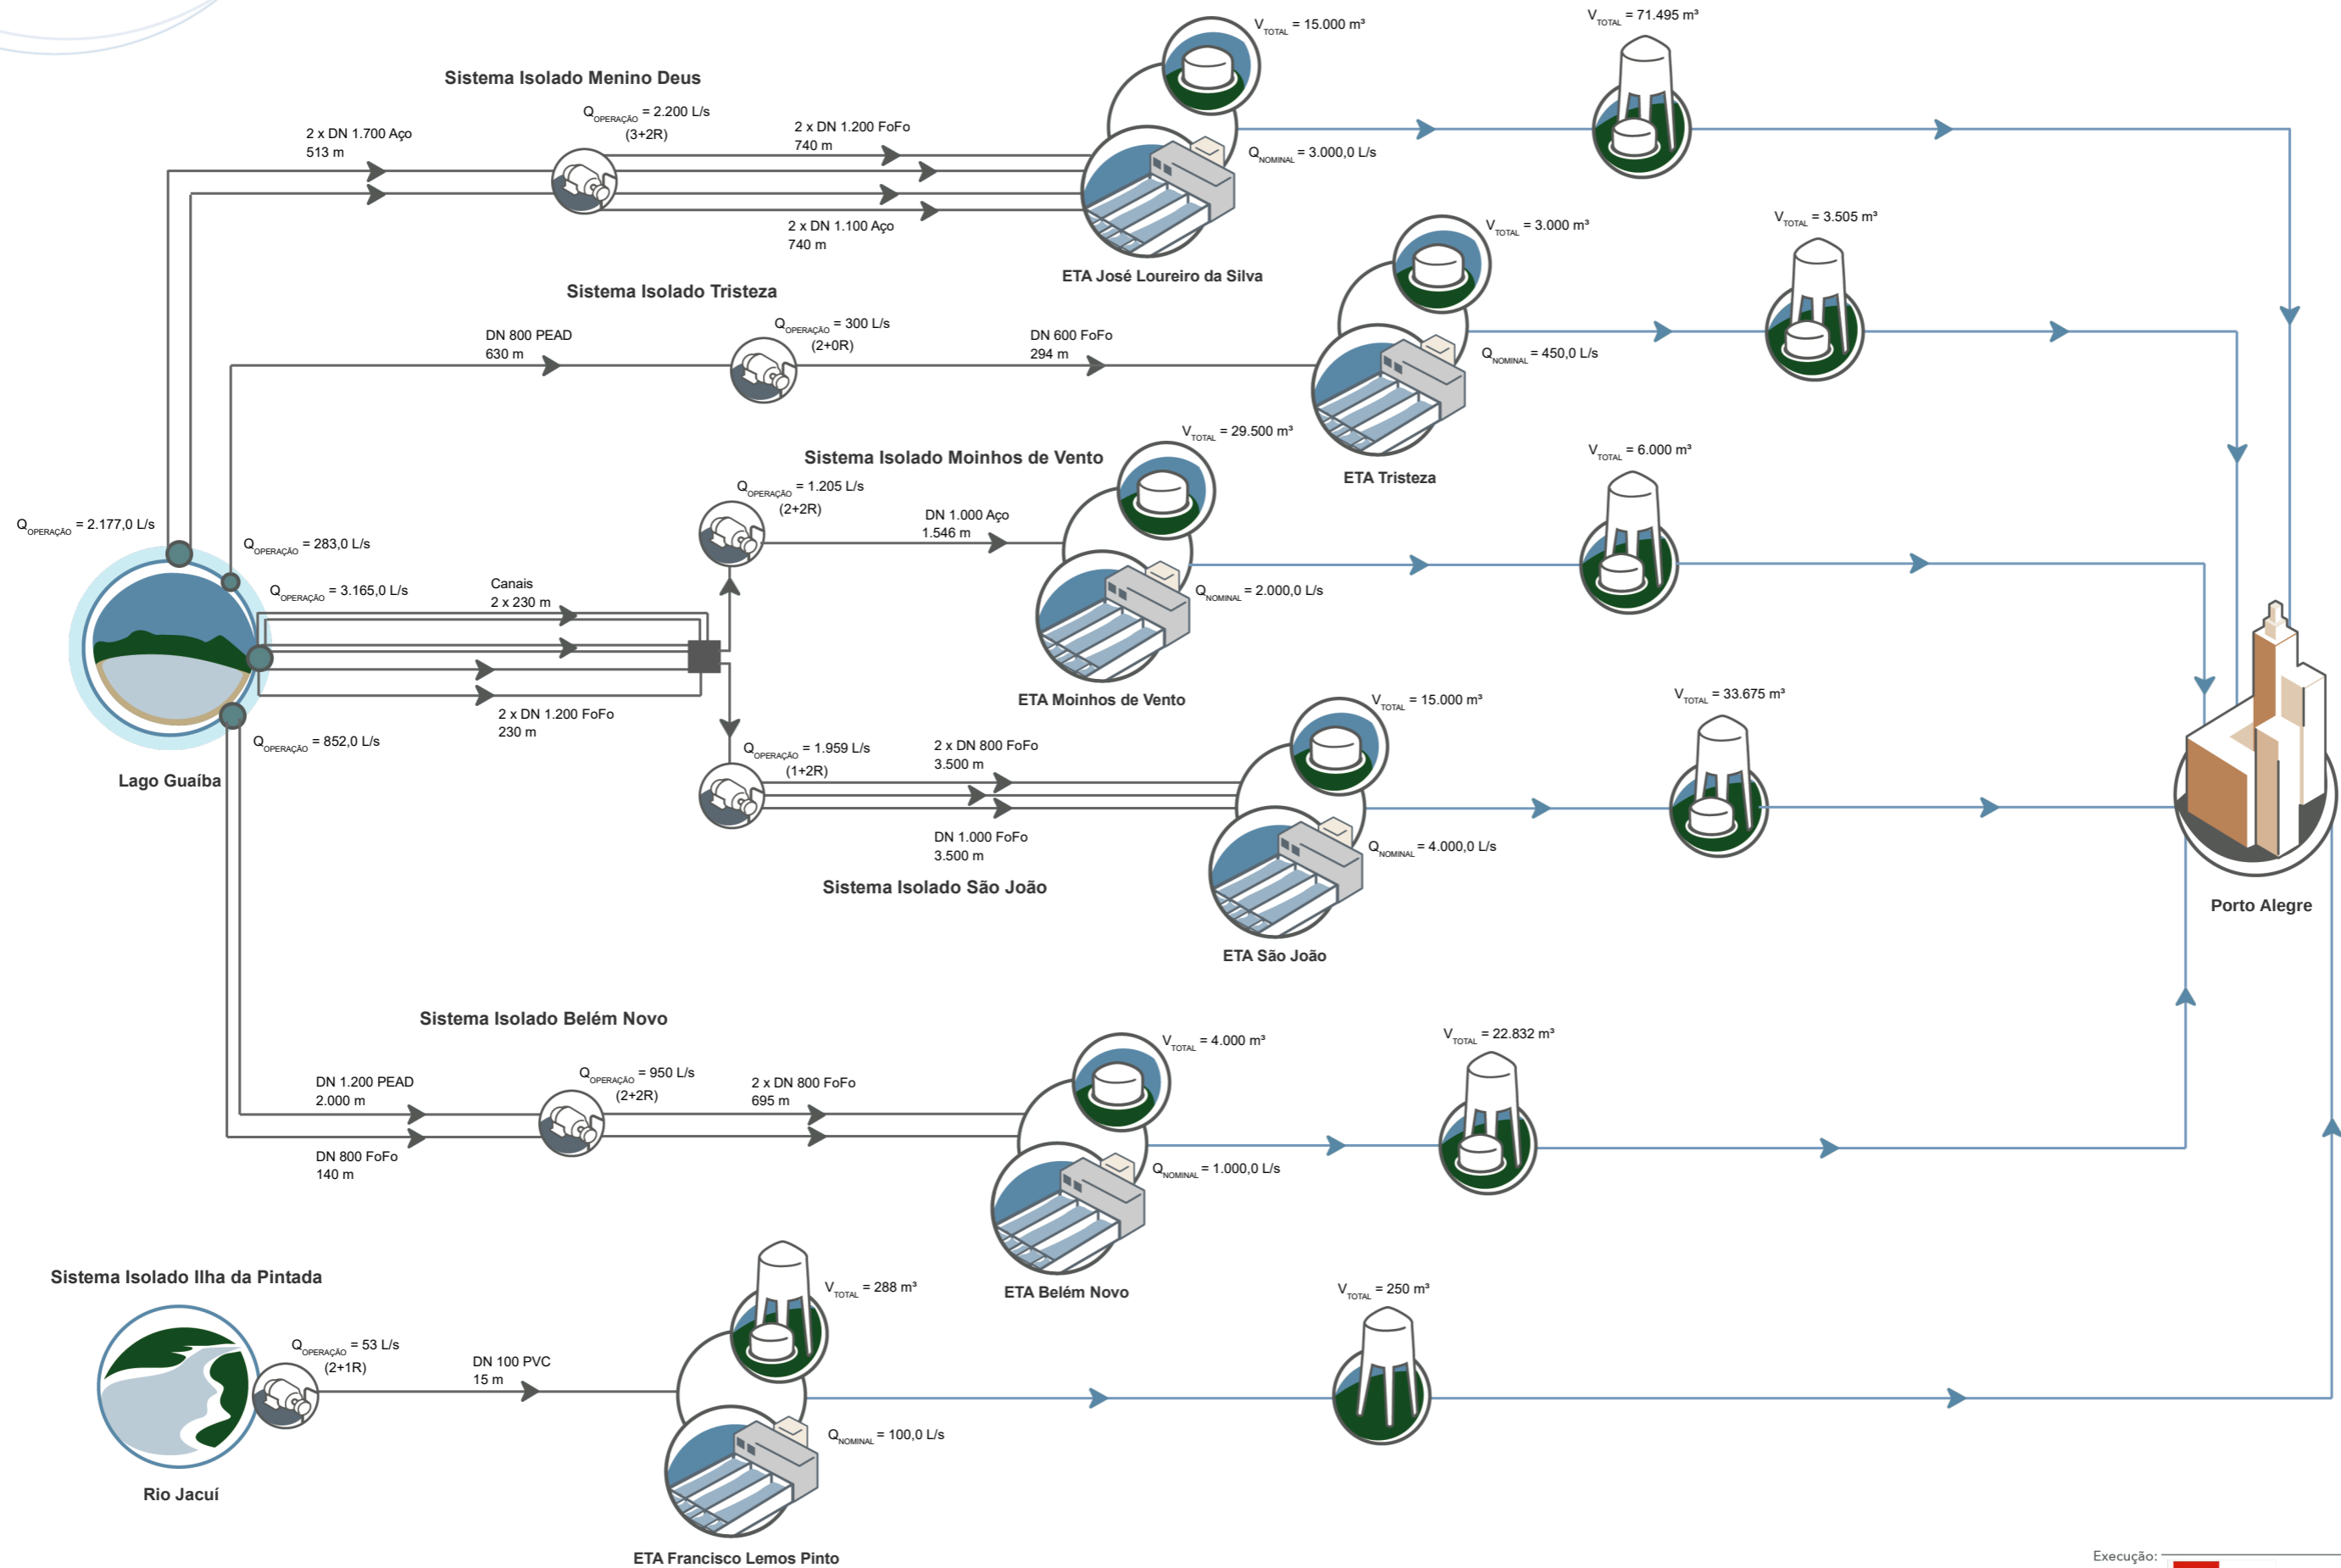 Sistema Isolado Menino Deus
2 x DN 1.700 Aço
513 m
Q OPERAÇÃO = 2.200 L/s
(3+2R)
2 x DN 1.200 FoFo
740 m
2 x DN 1.100 Aço
740 m
V TOTAL = 15.000 m³
Q NOMINAL = 3.000,0 L/s
ETA José Loureiro da Silva
V TOTAL = 71.495 m³
Sistema Isolado Tristeza
DN 800 PEAD
630 m
Q OPERAÇÃO = 300 L/s
(2+0R)
DN 600 FoFo
294 m
V TOTAL = 3.000 m³
Q NOMINAL = 450,0 L/s
ETA Tristeza
V TOTAL = 3.505 m³
Sistema Isolado Moinhos de Vento
Q OPERAÇÃO = 1.205 L/s
(2+2R)
DN 1.000 Aço
1.546 m
V TOTAL = 29.500 m³
Q NOMINAL = 2.000,0 L/s
ETA Moinhos de Vento
V TOTAL = 6.000 m³
Q OPERAÇÃO = 2.177,0 L/s
Q OPERAÇÃO = 283,0 L/s
Q OPERAÇÃO = 3.165,0 L/s
Canais
2 x 230 m
2 x DN 1.200 FoFo
230 m
Q OPERAÇÃO = 852,0 L/s
Lago Guaíba
Q OPERAÇÃO = 1.959 L/s
(1+2R)
2 x DN 800 FoFo
3.500 m
DN 1.000 FoFo
3.500 m
Sistema Isolado São João
V TOTAL = 15.000 m³
Q NOMINAL = 4.000,0 L/s
ETA São João
V TOTAL = 33.675 m³
Porto Alegre
Sistema Isolado Belém Novo
DN 1.200 PEAD
2.000 m
DN 800 FoFo
140 m
Q OPERAÇÃO = 950 L/s
(2+2R)
2 x DN 800 FoFo
695 m
V TOTAL = 4.000 m³
Q NOMINAL = 1.000,0 L/s
ETA Belém Novo
V TOTAL = 22.832 m³
Sistema Isolado Ilha da Pintada
Q OPERAÇÃO = 53 L/s
(2+1R)
DN 100 PVC
15 m
Rio Jacuí
V TOTAL = 288 m³
Q NOMINAL = 100,0 L/s
ETA Francisco Lemos Pinto
V TOTAL = 250 m³
Execução: